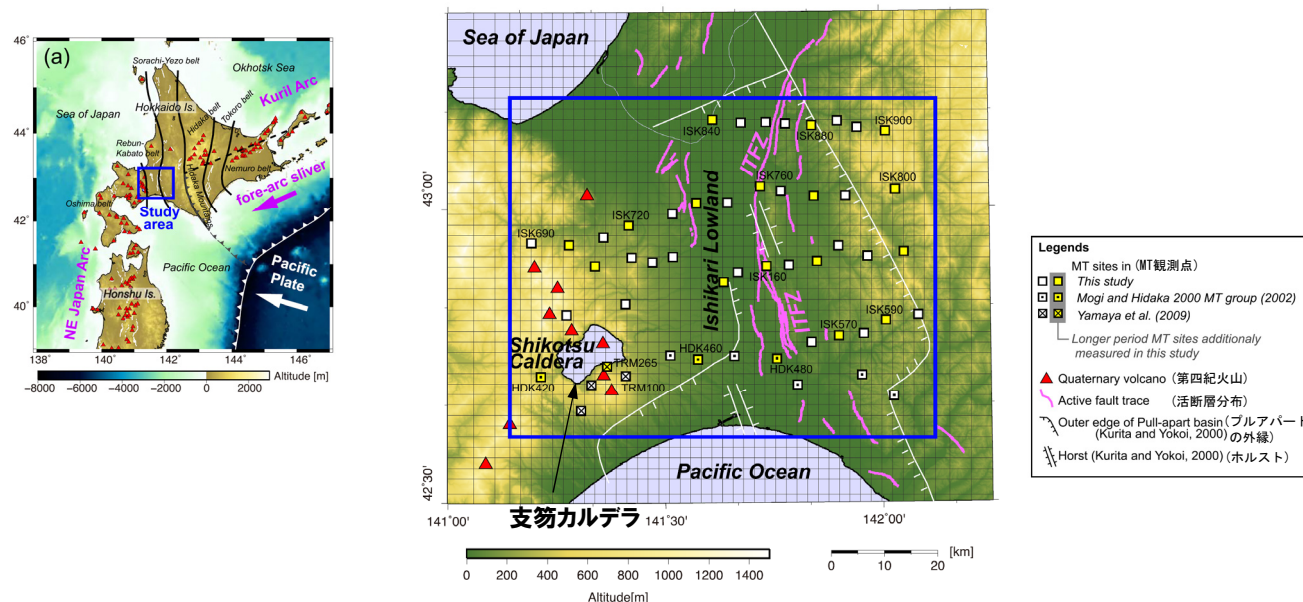 (a)
46°
44°
42°
40°
138
140
142
144
146
Okhotsk Sea
Sorachi-Yezo belt
Kuril Arc
Hokkaido Is.
Sea of Japan
Hidaka belt
Tokoro belt
Rebun-
Kabato belt
Nemuro belt
Hidaka Mountains
fore-arc sliver
Oshima belt
Study
area
Pacific Ocean
Pacific
Plate
NE Japan Arc
Honshu Is.
Altitude [m]
−8000
−6000
−4000
−2000
0
2000
Sea of Japan
ISK840
ISK880
ISK900
ITFZ
ISK760
ISK800
43˚00'
ISK720
ISK690
Ishikari Lowland
ISK160
ITFZ
ISK590
ISK570
Shikotsu
Caldera
TRM265
HDK460
HDK480
HDK420
TRM100
Pacific Ocean
42˚30'
141˚00'
141˚30'
142˚00'
支笏カルデラ
0
200
400
600
800
1000
1200
1400
Altitude[m]
[km]
0
10
20
Legends
MT sites in (MT観測点)
This study
Mogi and Hidaka 2000 MT group (2002)
Yamaya et al. (2009)
Longer period MT sites additionaly
measured in this study
Quaternary volcano (第四紀火山)
Active fault trace (活断層分布)
Outer edge of Pull-apart basin (プルアパート
(Kurita and Yokoi, 2000) の外縁)
Horst (Kurita and Yokoi, 2000) (ホルスト)